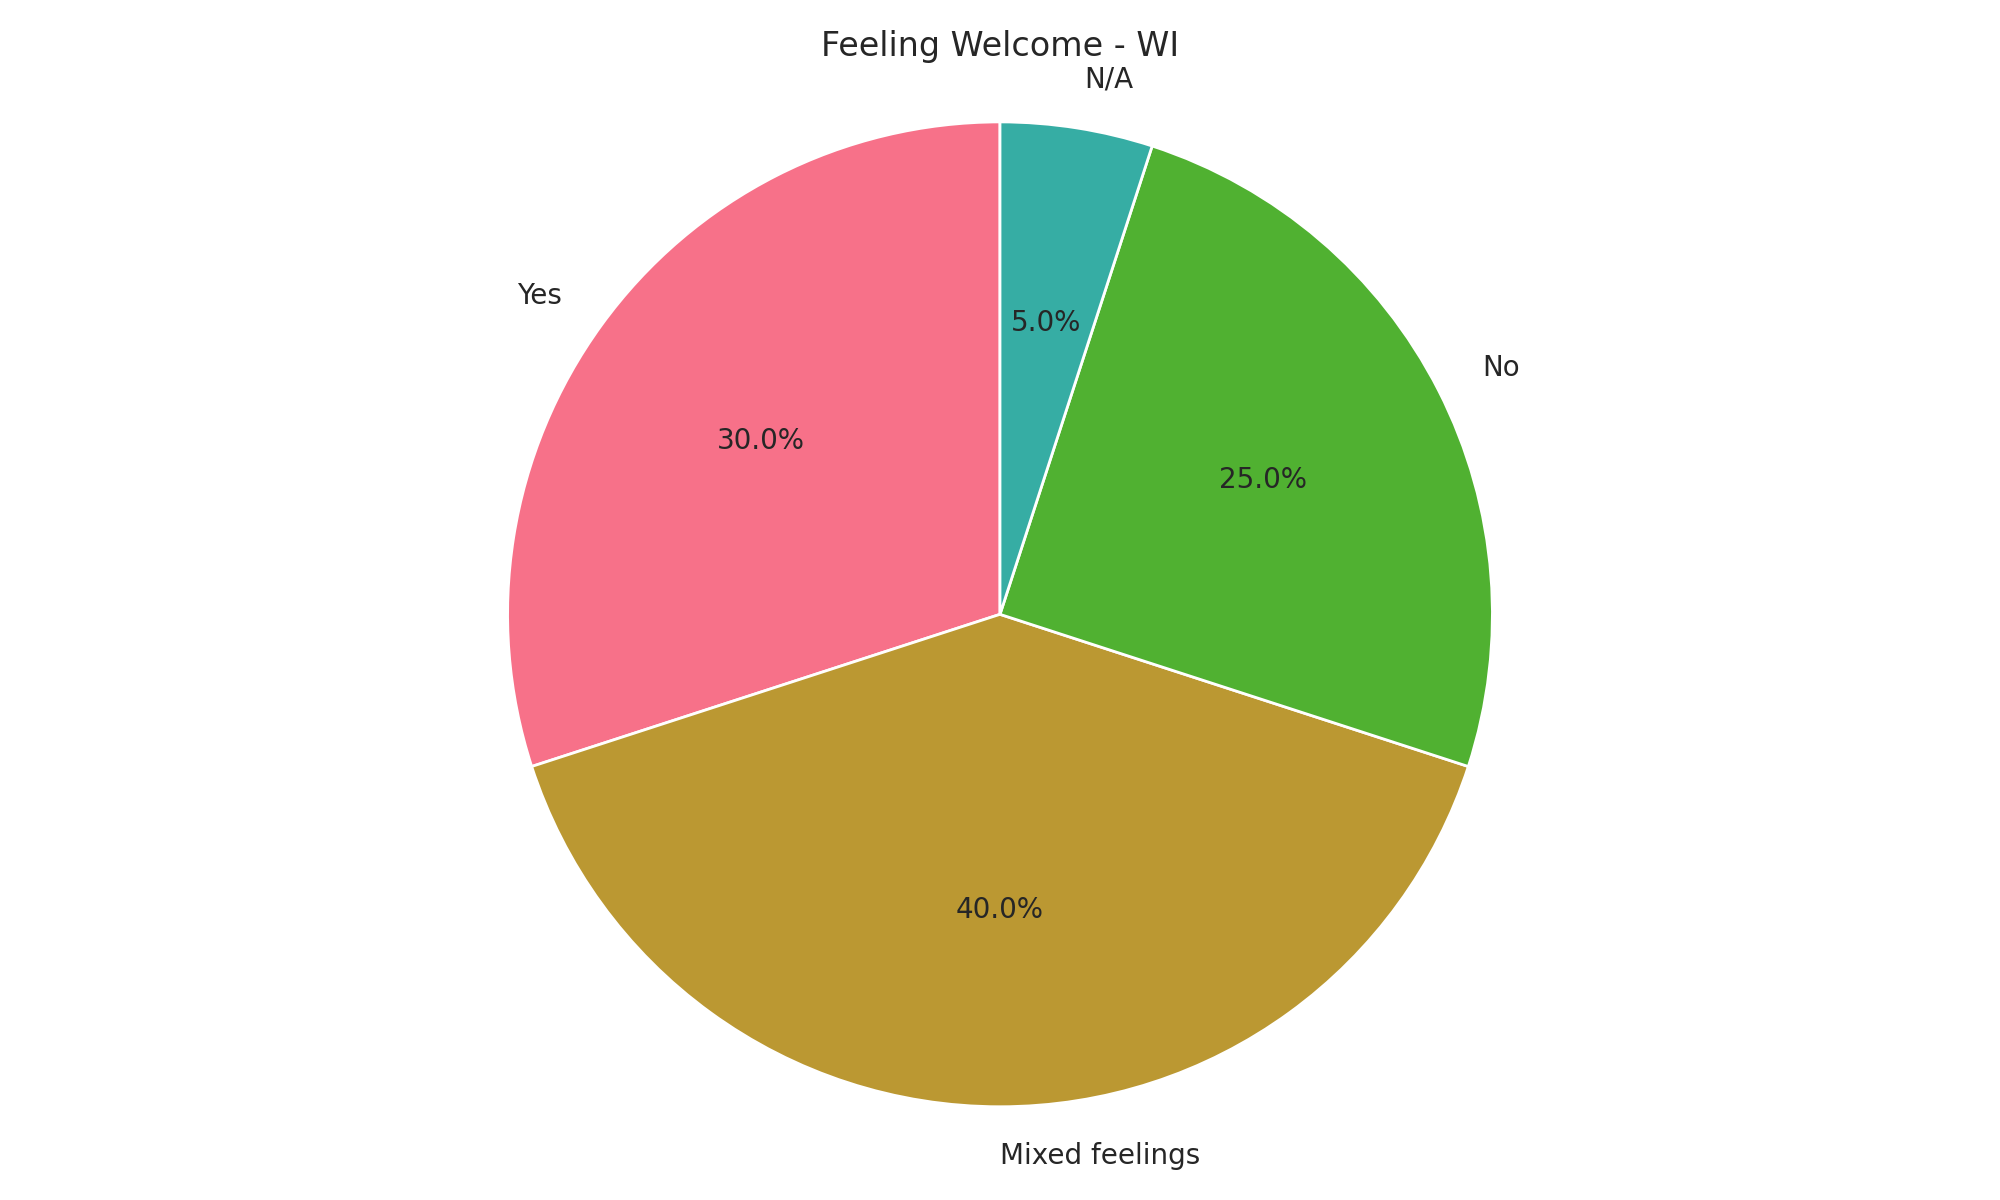 Feeling Welcome - WI
N/A
Yes
5.0%
No
30.0%
25.0%
40.0%
Mixed feelings